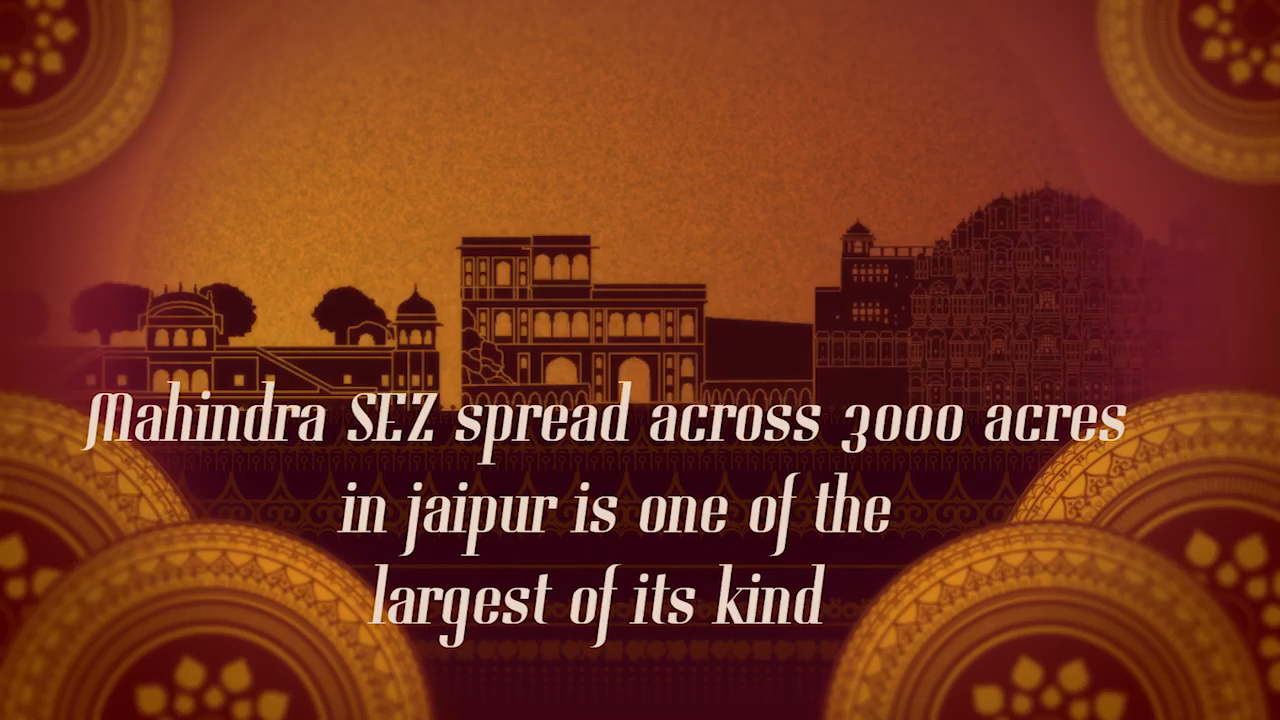 Mahindra SEZ spread across 3000 acres
in jaipur is one of the
largest of its kind